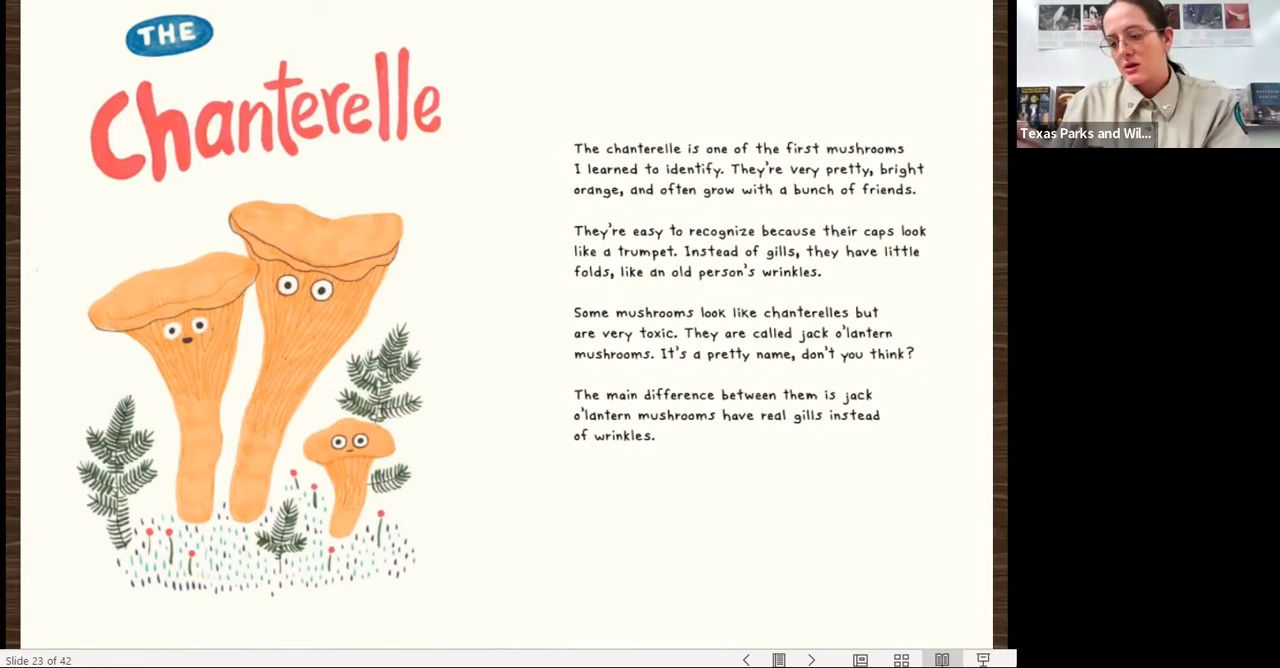 THE
Chanterelle
The chanterelle is one of the first mushrooms
I learned to identify. They're very pretty, bright
orange, and often grow with a bunch of friends.
They're easy to recognize because their caps look
like a trumpet. Instead of gills, they have little
folds, like an old person's wrinkles.
Some mushrooms look like chanterelles but
are very toxic. They are called jack o'lantern
mushrooms. It's a pretty name, don't you think?
The main difference between them is jack
o'lantern mushrooms have real gills instead
of wrinkles.
Texas Parks and Wil...
Slide 23 of 42